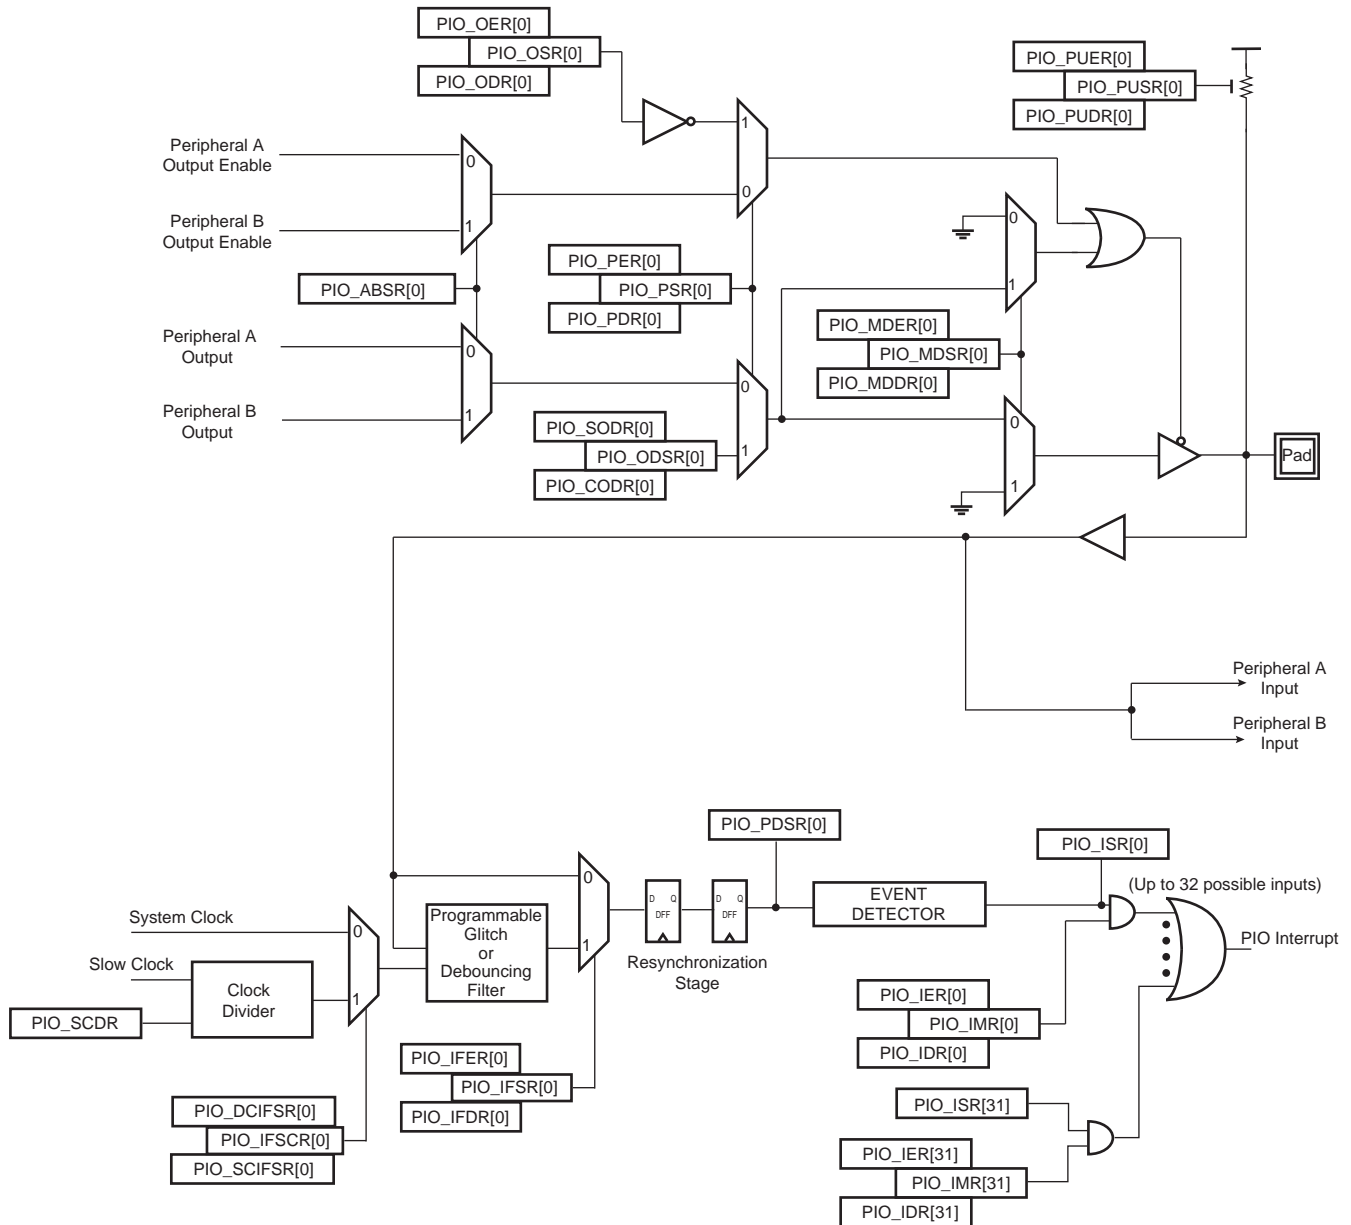 PIO_OER[0]
PIO_OSR[0]
PIO_ODR[0]
PIO_PUER[0]
PIO_PUSR[0]
PIO_PUDR[0]
1
0
Peripheral A
Output Enable
0
Peripheral B
Output Enable
1
0
1
PIO_PER[0]
PIO_PSR[0]
PIO_PDR[0]
PIO_ABSR[0]
PIO_MDER[0]
PIO_MDSR[0]
PIO_MDDR[0]
Peripheral A
Output
0
Peripheral B
Output
1
0
1
PIO_SODR[0]
PIO_ODSR[0]
PIO_CODR[0]
0
1
Pad
Peripheral A
Input
Peripheral B
Input
PIO_PDSR[0]
PIO_ISR[0]
(Up to 32 possible inputs)
0
1
D Q
DFF
D Q
DFF
Resynchronization
Stage
EVENT
DETECTOR
PIO Interrupt
System Clock
0
Slow Clock
1
Clock
Divider
PIO_SCDR
Programmable
Glitch
or
Debouncing
Filter
PIO_IER[0]
PIO_IMR[0]
PIO_IDR[0]
PIO_IFER[0]
PIO_IFSR[0]
PIO_IFDR[0]
PIO_DCIFSR[0]
PIO_IFSCR[0]
PIO_SCIFSR[0]
PIO_ISR[31]
PIO_IER[31]
PIO_IMR[31]
PIO_IDR[31]